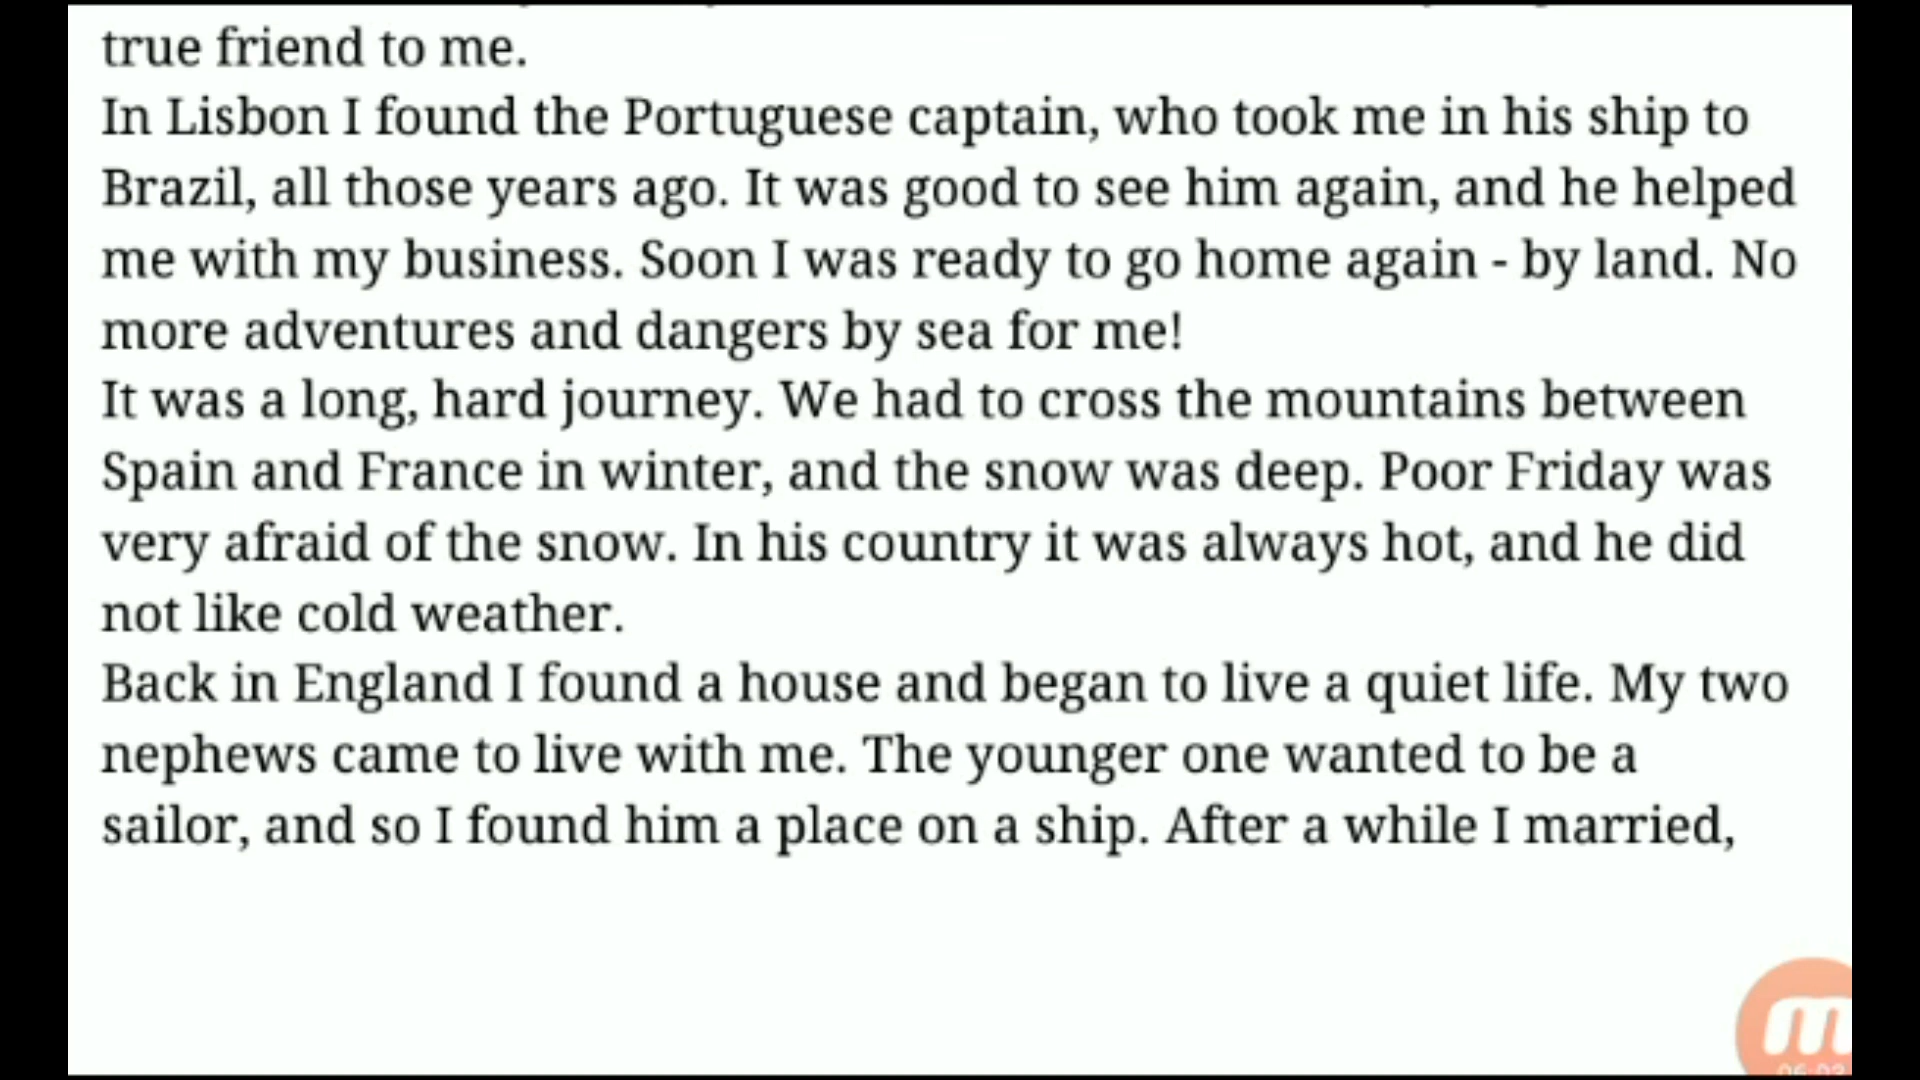 true friend to me.
In Lisbon I found the Portuguese captain, who took me in his ship to
Brazil, all those years ago. It was good to see him again, and he helped
me with my business. Soon I was ready to go home again - by land. No
more adventures and dangers by sea for me!
It was a long, hard journey. We had to cross the mountains between
Spain and France in winter, and the snow was deep. Poor Friday was
very afraid of the snow. In his country it was always hot, and he did
not like cold weather.
Back in England I found a house and began to live a quiet life. My two
nephews came to live with me. The younger one wanted to be a
sailor, and so I found him a place on a ship. After a while I married,
m